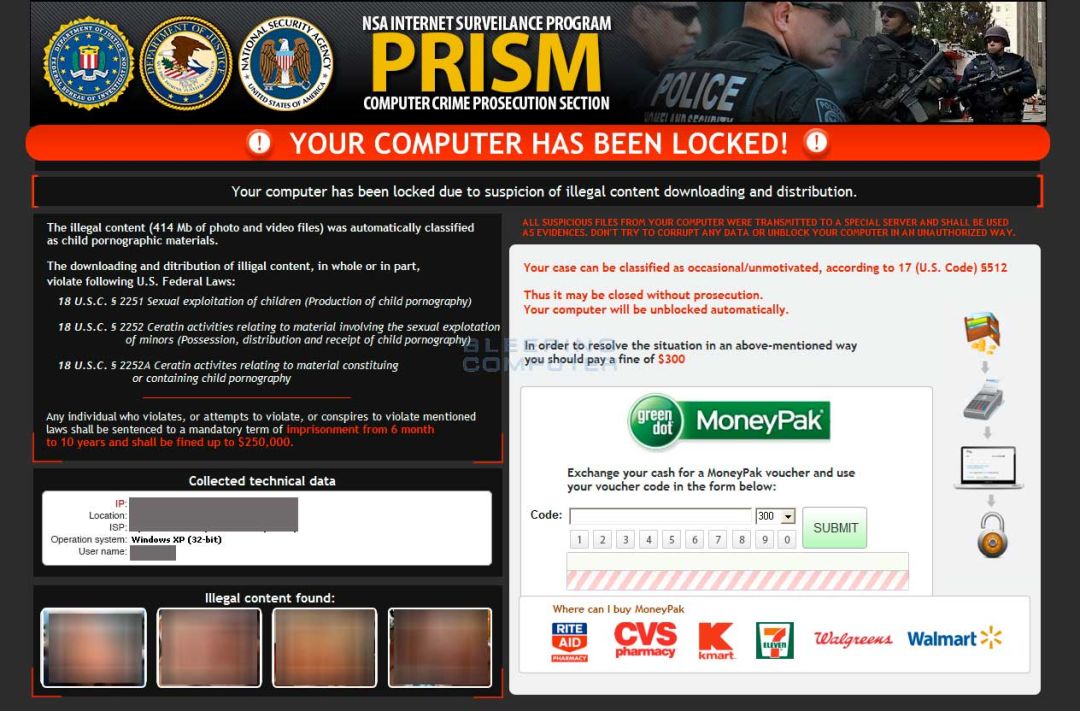 NSA INTERNET SURVEILANCE PROGRAM
PRISM
COMPUTER CRIME PROSECUTION SECTION
DEPARTMENT OF JUSTICE
FEDERAL BUREAU OF INVESTIGATION
DEPARTMENT OF JUSTICE
NATIONAL SECURITY AGENCY
UNITED STATES OF AMERICA
POLICE
HOMELAND SECURITY
YOUR COMPUTER HAS BEEN LOCKED!
Your computer has been locked due to suspicion of illegal content downloading and distribution.
The illegal content (414 Mb of photo and video files) was automatically classified
as child pornographic materials.
The downloading and ditribution of illigal content, in whole or in part,
violate following U.S. Federal Laws:
18 U.S.C. § 2251 Sexual exploitation of children (Production of child pornography)
18 U.S.C. § 2252 Ceratin activities relating to material involving the sexual explotation
of minors (Possession, distribution and receipt of child pornography)
18 U.S.C. § 2252A Ceratin activites relating to material constituing
or containing child pornography
Any individual who violates, or attempts to violate, or conspires to violate mentioned
laws shall be sentenced to a mandatory term of imprisonment from 6 month
to 10 years and shall be fined up to $250,000.
Collected technical data
IP:
Location:
ISP:
Operation system: Windows XP (32-bit)
User name:
Illegal content found:
ALL SUSPICIOUS FILES FROM YOUR COMPUTER WERE TRANSMITTED TO A SPECIAL SERVER AND SHALL BE USED
AS EVIDENCES. DON'T TRY TO CORRUPT ANY DATA OR UNBLOCK YOUR COMPUTER IN AN UNAUTHORIZED WAY.
Your case can be classified as occasional/unmotivated, according to 17 (U.S. Code) §512
Thus it may be closed without prosecution.
Your computer will be unblocked automatically.
In order to resolve the situation in an above-mentioned way
you should pay a fine of $300
BLEEPING
COMPUTER
green dot MoneyPak
Exchange your cash for a MoneyPak voucher and use
your voucher code in the form below:
Code: 300 SUBMIT
1 2 3 4 5 6 7 8 9 0
Where can I buy MoneyPak
RITE AID PHARMACY
CVS pharmacy
K kmart
7 ELEVEN
Walgreens
Walmart